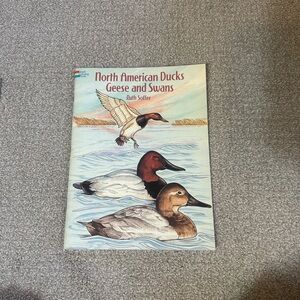 North American Ducks
Geese and Swans
Ruth Soffer